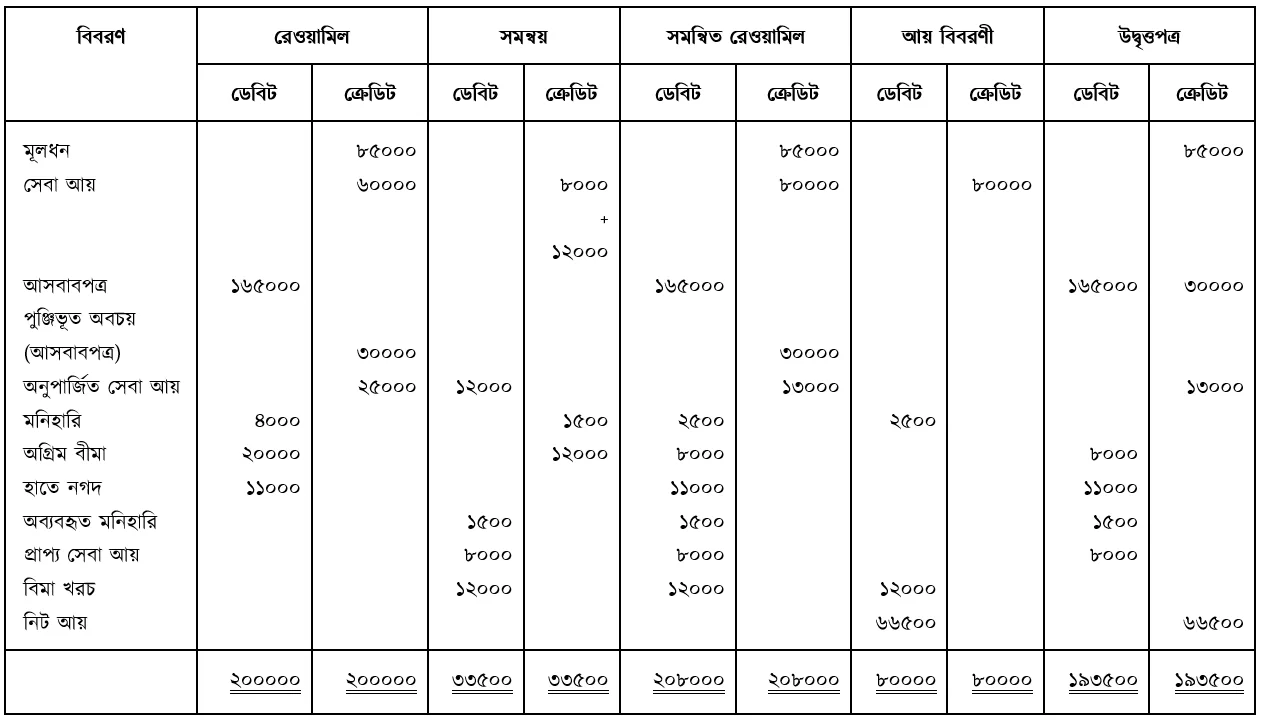 বিবরণ রেওয়ামিল সমন্বয় সমন্বিত রেওয়ামিল আয় বিবরণী উদ্বৃত্তপত্র
ডেবিট ক্রেডিট ডেবিট ক্রেডিট ডেবিট ক্রেডিট ডেবিট ক্রেডিট ডেবিট ক্রেডিট
মূলধন ৮৫০০০ ৮৫০০০ ৮৫০০০
সেবা আয় ৬০০০০ ৮০০০ ৮০০০০ ৮০০০০
+
১২০০০
আসবাবপত্র ১৬৫০০০ ১৬৫০০০ ১৬৫০০০ ৩০০০০
পুঞ্জিভূত অবচয়
(আসবাবপত্র) ৩০০০০ ৩০০০০
অনুপার্জিত সেবা আয় ২৫০০০ ১২০০০ ১৩০০০ ১৩০০০
মনিহারি ৪০০০ ১৫০০ ২৫০০ ২৫০০
অগ্রিম বীমা ২০০০০ ১২০০০ ৮০০০ ৮০০০
হাতে নগদ ১১০০০ ১১০০০ ১১০০০
অব্যবহৃত মনিহারি ১৫০০ ১৫০০ ১৫০০
প্রাপ্য সেবা আয় ৮০০০ ৮০০০ ৮০০০
বিমা খরচ ১২০০০ ১২০০০ ১২০০০
নিট আয় ৬৬৫০০ ৬৬৫০০
২০০০০০ ২০০০০০ ৩৩৫০০ ৩৩৫০০ ২০৮০০০ ২০৮০০০ ৮০০০০ ৮০০০০ ১৯৩৫০০ ১৯৩৫০০